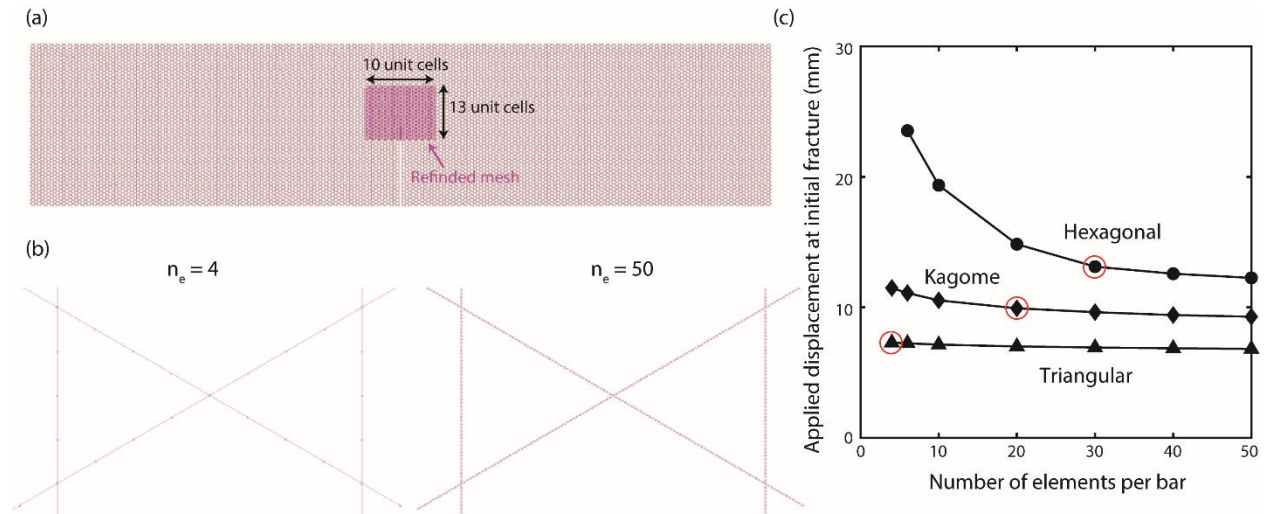 (a)
10 unit cells
13 unit cells
Refinded mesh
(b)
n_e = 4
n_e = 50
(c)
Applied displacement at initial fracture (mm)
30
20
10
0
Hexagonal
Kagome
Triangular
0 10 20 30 40 50
Number of elements per bar